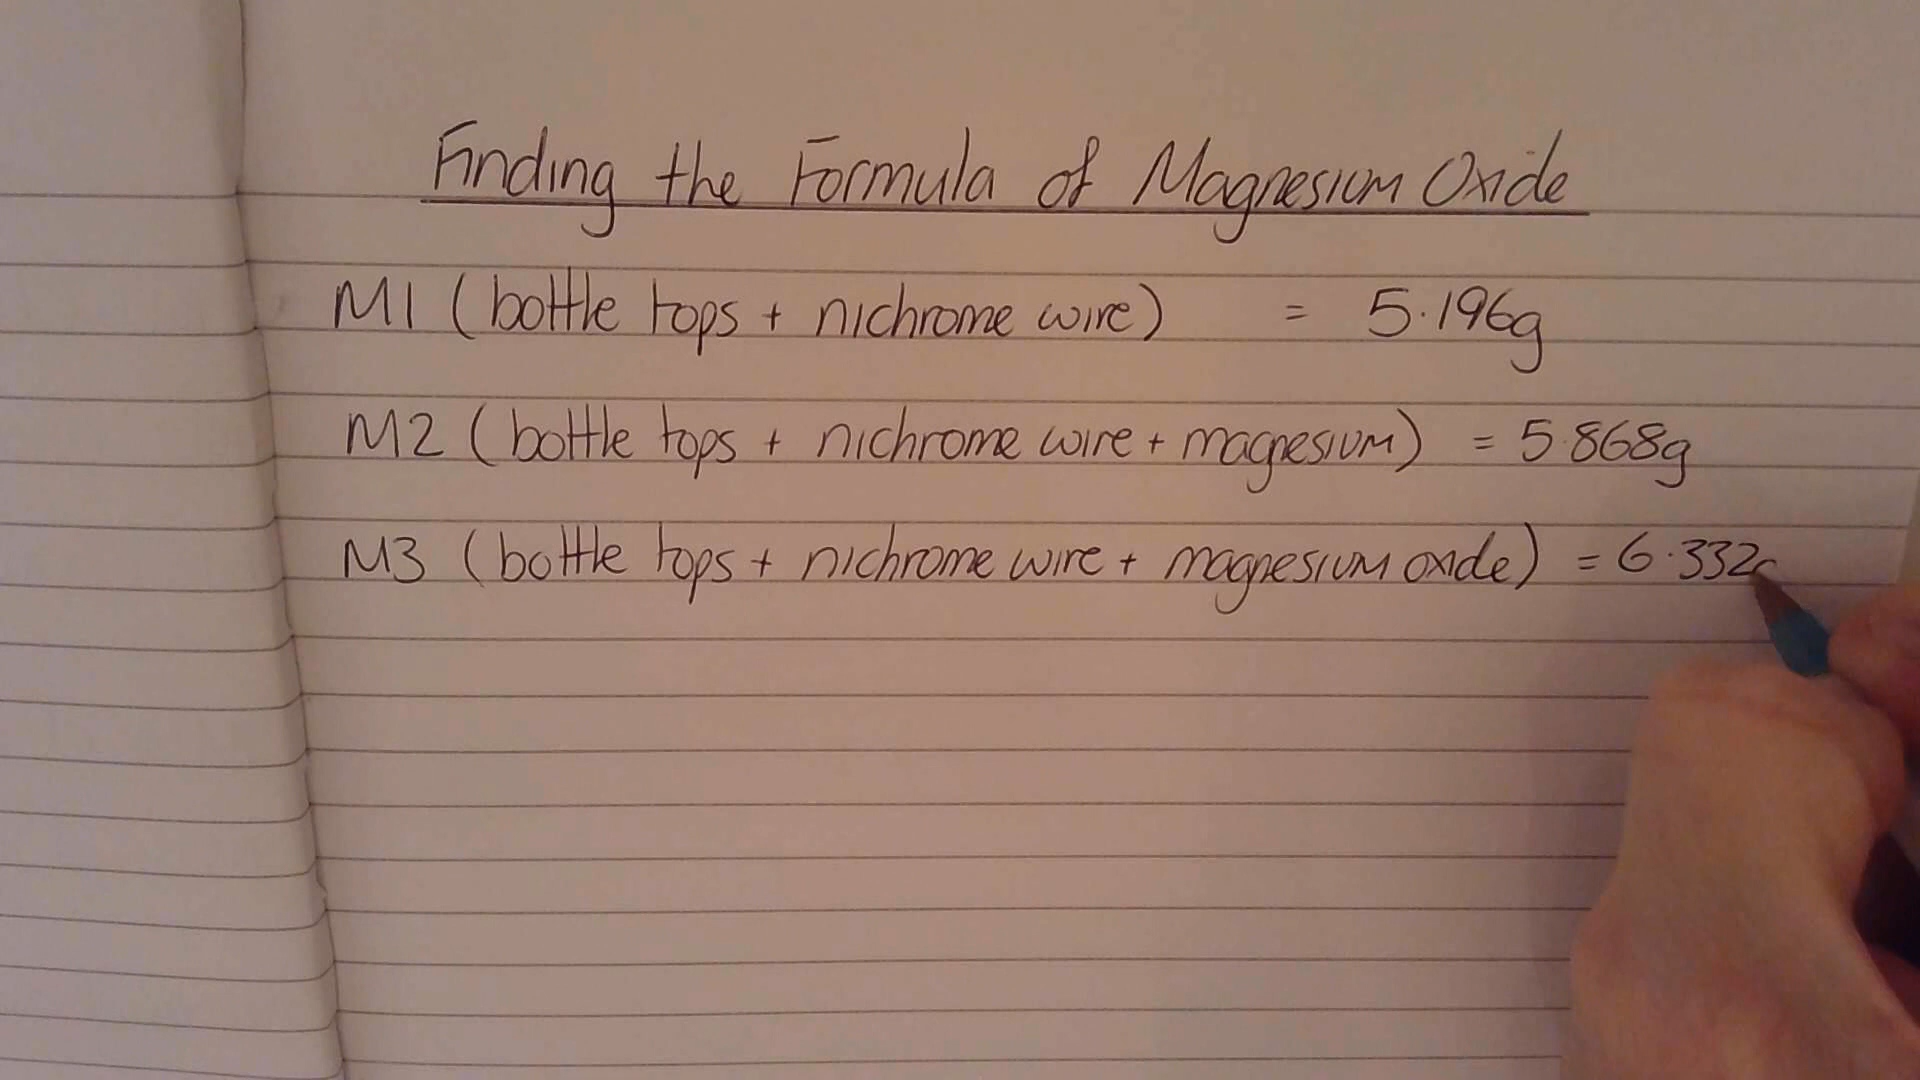 Finding the Formula of Magnesium Oxide
M1 (bottle tops + nichrome wire) = 5.196g
M2 (bottle tops + nichrome wire + magnesium) = 5.868g
M3 (bottle tops + nichrome wire + magnesium oxide) = 6.332